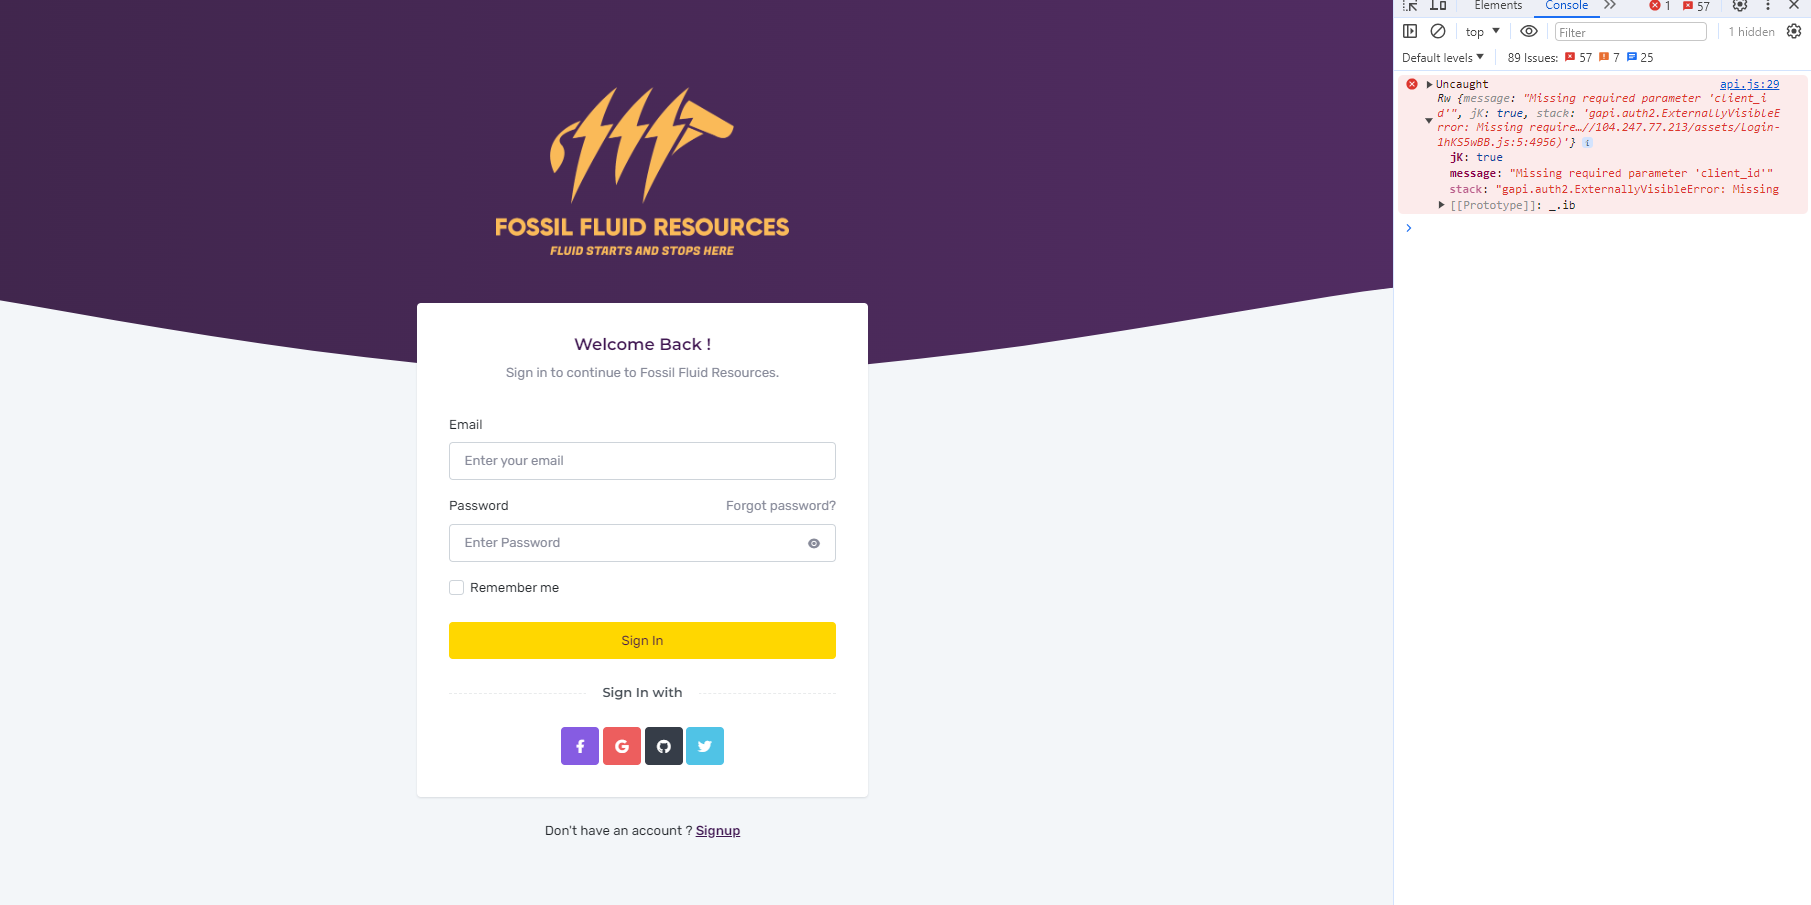 FOSSIL FLUID RESOURCES
FLUID STARTS AND STOPS HERE
Welcome Back !
Sign in to continue to Fossil Fluid Resources.
Email
Enter your email
Password Forgot password?
Enter Password
Remember me
Sign In
Sign In with
Don't have an account ? Signup
Elements Console 1 57
top Filter 1 hidden
Default levels 89 Issues: 57 7 25
Uncaught api.js:29
Rw {message: "Missing required parameter 'client_i
d'", jK: true, stack: 'gapi.auth2.ExternallyVisibleE
rror: Missing require…//104.247.77.213/assets/login-
1hKS5wBB.js:5:4956)'}
jK: true
message: "Missing required parameter 'client_id'"
stack: "gapi.auth2.ExternallyVisibleError: Missing
[[Prototype]]: _.ib